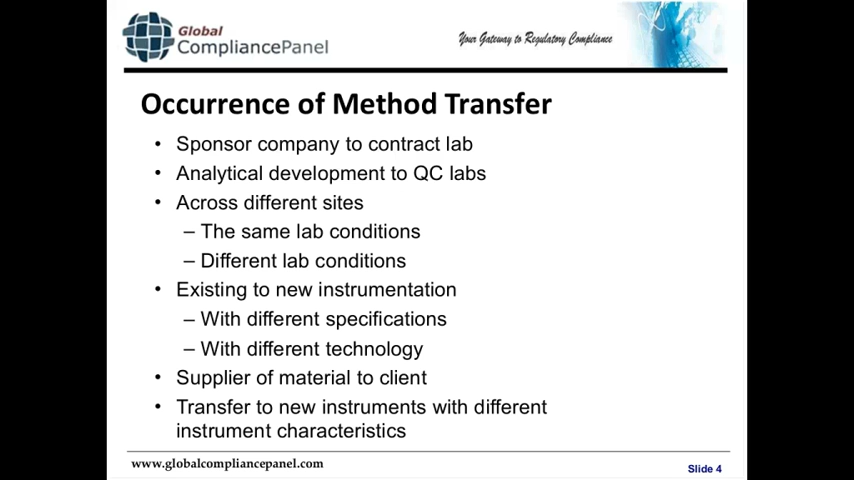 Global
CompliancePanel
Your Gateway to Regulatory Compliance
Occurrence of Method Transfer
• Sponsor company to contract lab
• Analytical development to QC labs
• Across different sites
– The same lab conditions
– Different lab conditions
• Existing to new instrumentation
– With different specifications
– With different technology
• Supplier of material to client
• Transfer to new instruments with different
instrument characteristics
www.globalcompliancepanel.com
Slide 4